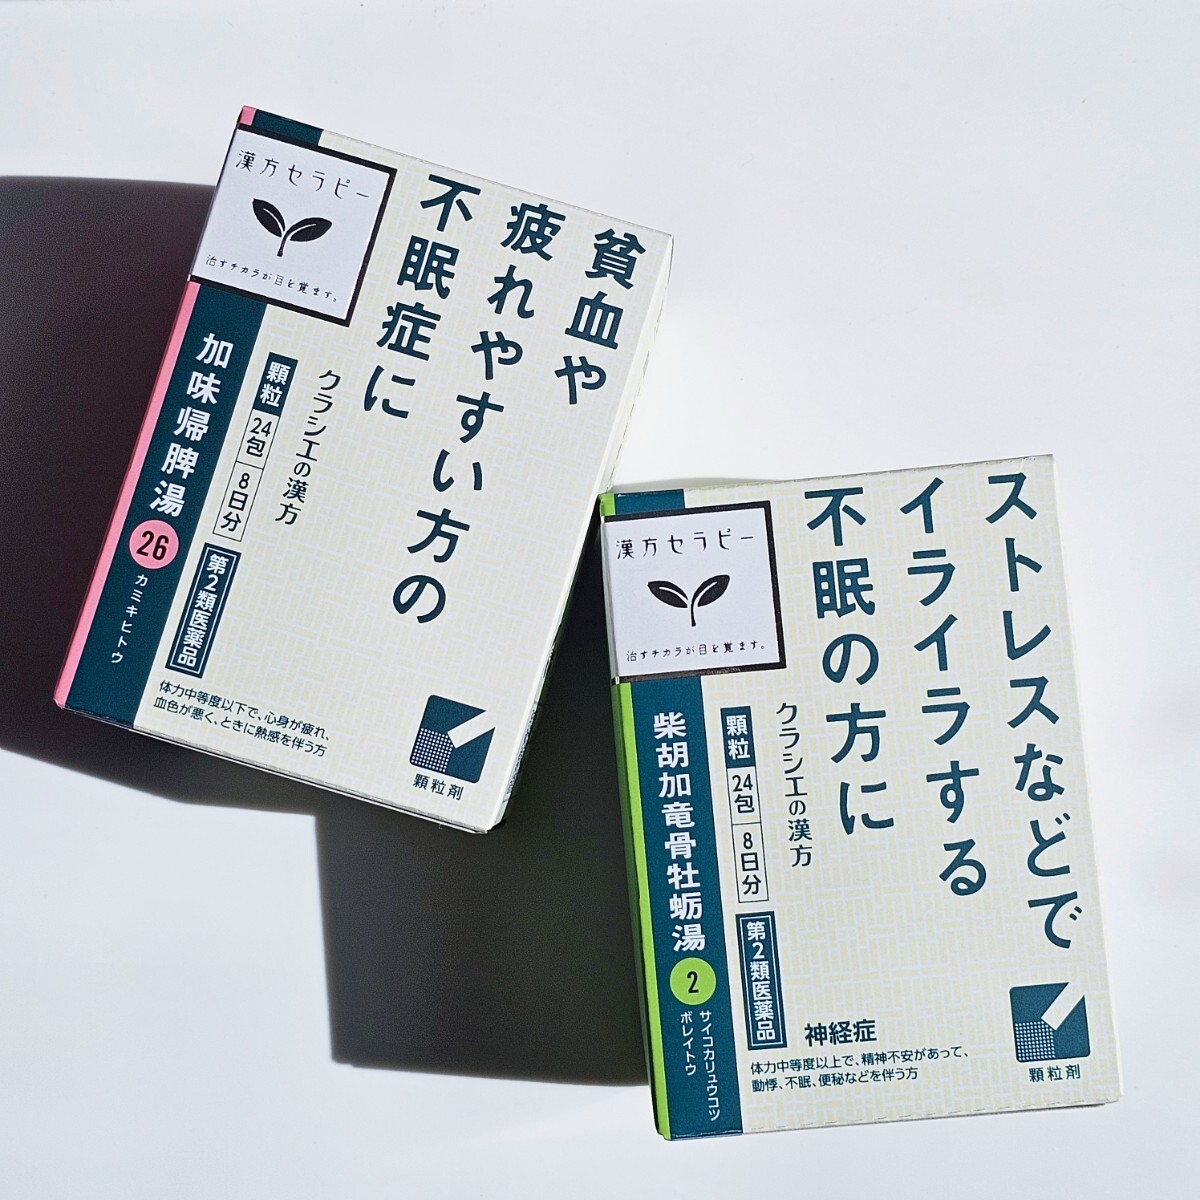 漢方セラピー
治すチカラが目を覚ます。
貧血や
疲れやすい方の
不眠症に
クラシエの漢方
顆粒 24包 8日分
第2類医薬品
加味帰脾湯 26
カミキヒトウ
体力中等度以下で、心身が疲れ、
血色が悪く、ときに熱感を伴う方
顆粒剤
漢方セラピー
治すチカラが目を覚ます。
ストレスなどで
イライラする
不眠の方に
クラシエの漢方
顆粒 24包 8日分
第2類医薬品
柴胡加竜骨牡蛎湯 2
サイコカリュウコツ
ボレイトウ
神経症
体力中等度以上で、精神不安があって、
動悸、不眠、便秘などを伴う方
顆粒剤